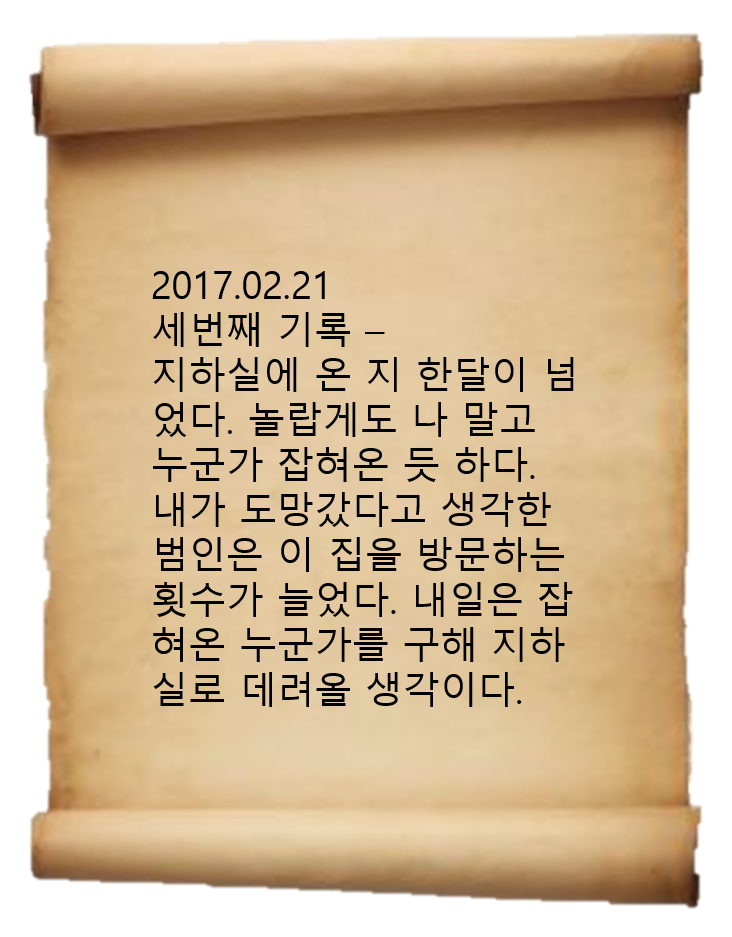 2017.02.21
세번째 기록 –
지하실에 온 지 한달이 넘
었다. 놀랍게도 나 말고
누군가 잡혀온 듯 하다.
내가 도망갔다고 생각한
범인은 이 집을 방문하는
횟수가 늘었다. 내일은 잡
혀온 누군가를 구해 지하
실로 데려올 생각이다.